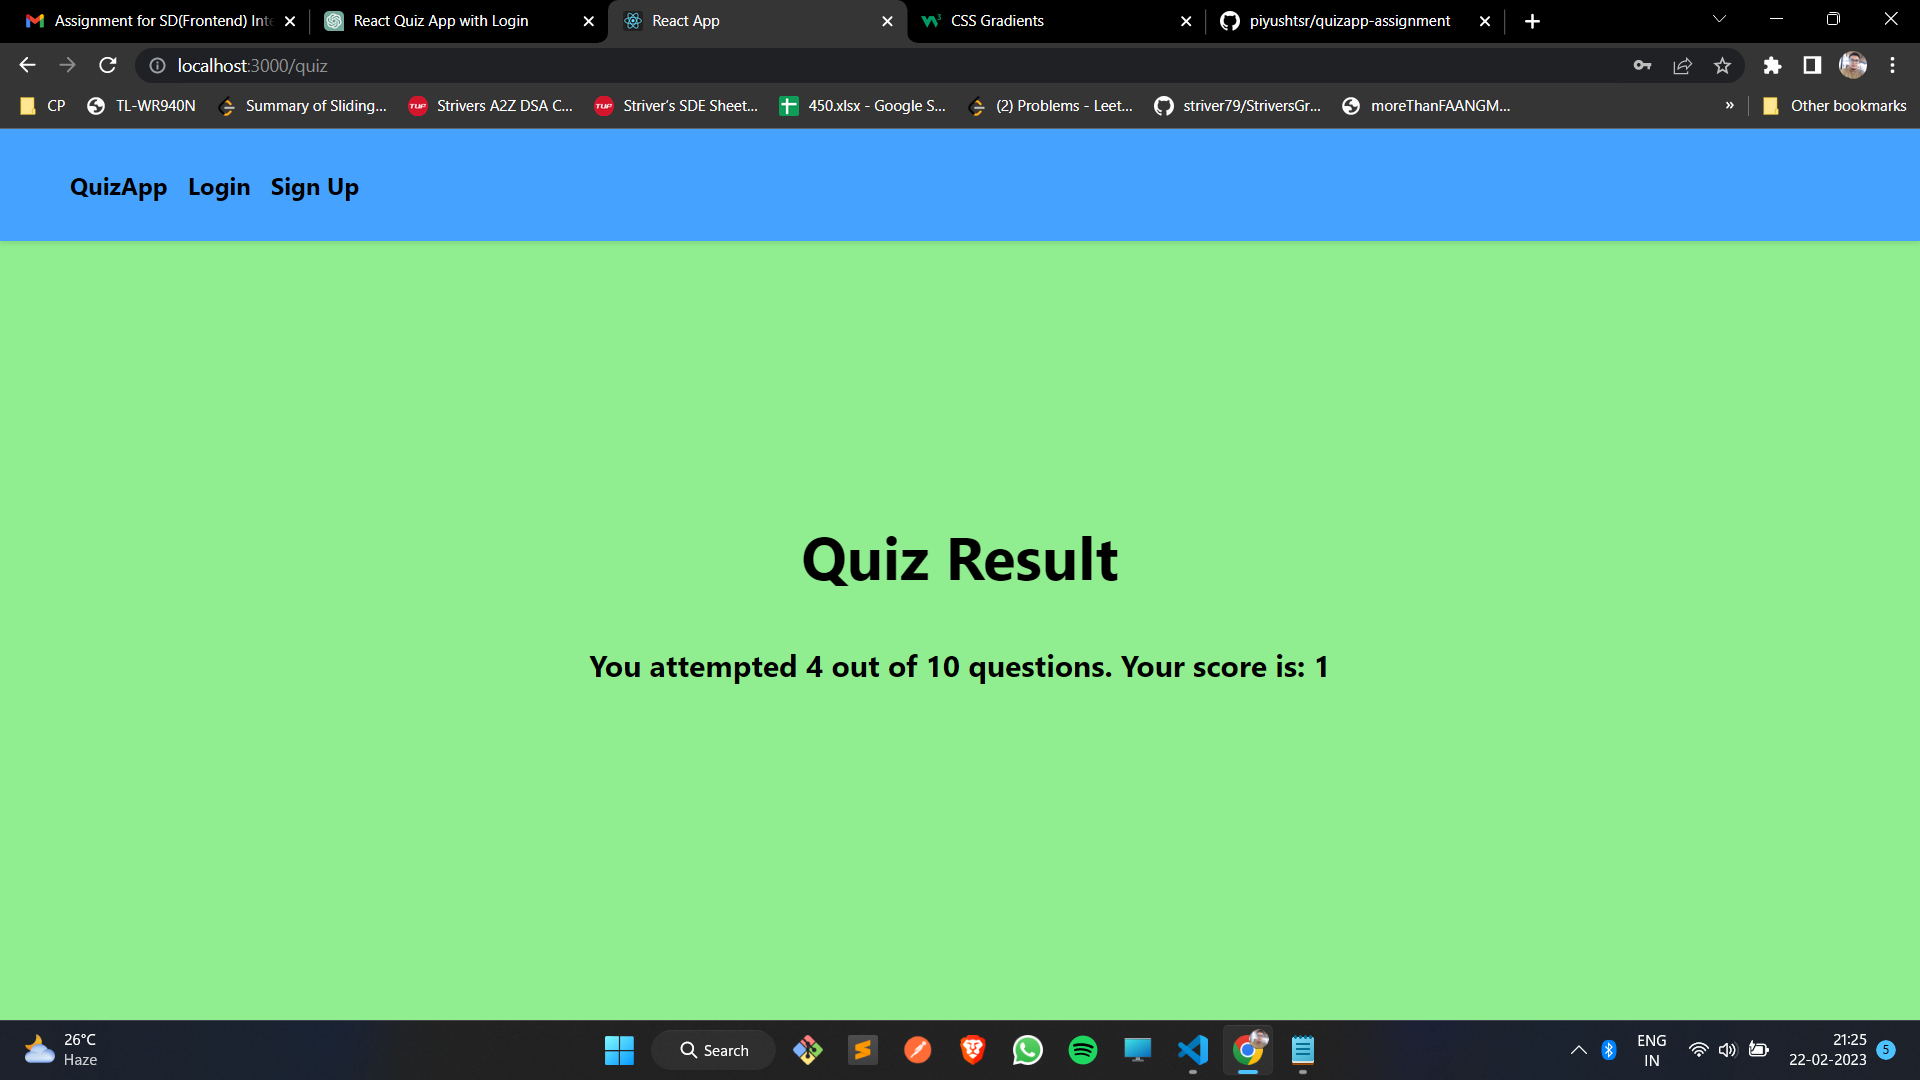 Assignment for SD(Frontend) Inte
React Quiz App with Login
React App
CSS Gradients
piyushtsr/quizapp-assignment
localhost:3000/quiz
CP
TL-WR940N
Summary of Sliding...
TUF
Strivers A2Z DSA C...
TUF
Striver's SDE Sheet...
450.xlsx - Google S...
(2) Problems - Leet...
striver79/StriversGr...
moreThanFAANGM...
»
Other bookmarks
QuizApp Login Sign Up
Quiz Result
You attempted 4 out of 10 questions. Your score is: 1
26°C
Haze
Search
ENG
IN
21:25
22-02-2023
5